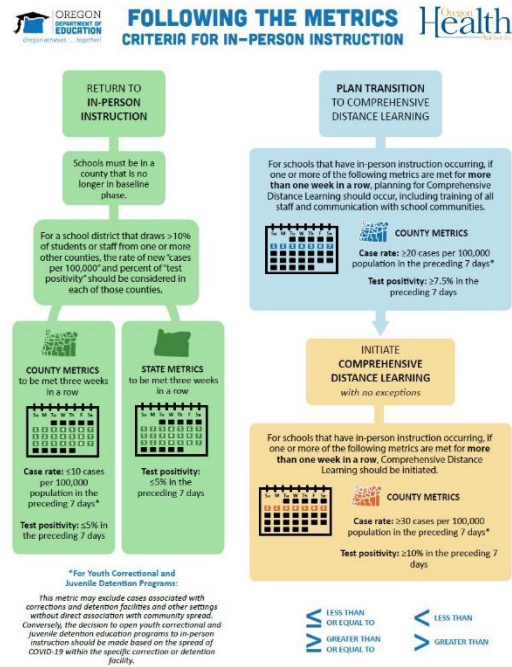 OREGON
DEPARTMENT OF
EDUCATION
Oregon achieves . . . together!
FOLLOWING THE METRICS
CRITERIA FOR IN-PERSON INSTRUCTION
Oregon
Health
Authority
RETURN TO
IN-PERSON
INSTRUCTION
Schools must be in a
county that is no
longer in baseline
phase.
For a school district that draws >10%
of students or staff from one or more
other counties, the rate of new "cases
per 100,000" and percent of "test
positivity" should be considered in
each of those counties.
COUNTY METRICS
to be met three weeks
in a row
Su M Tu W Th F Sa
Case rate: ≤10 cases
per 100,000
population in the
preceding 7 days*
Test positivity: ≤5% in
the preceding 7 days
STATE METRICS
to be met three weeks
in a row
Su M Tu W Th F Sa
Test positivity:
≤5% in the
preceding 7 days
*For Youth Correctional and
Juvenile Detention Programs:
This metric may exclude cases associated with
corrections and detention facilities and other settings
without direct association with community spread.
Conversely, the decision to open youth correctional and
juvenile detention education programs to in-person
instruction should be made based on the spread of
COVID-19 within the specific correction or detention
facility.
PLAN TRANSITION
TO COMPREHENSIVE
DISTANCE LEARNING
For schools that have in-person instruction occurring, if
one or more of the following metrics are met for more
than one week in a row, planning for Comprehensive
Distance Learning should occur, including training of all
staff and communication with school communities.
Su M Tu W Th F Sa
COUNTY METRICS
Case rate: ≥20 cases per 100,000
population in the preceding 7 days*
Test positivity: ≥7.5% in the
preceding 7 days
INITIATE
COMPREHENSIVE
DISTANCE LEARNING
with no exceptions
For schools that have in-person instruction occurring, if
one or more of the following metrics are met for more
than one week in a row, Comprehensive Distance
Learning should be initiated.
Su M Tu W Th F Sa
COUNTY METRICS
Case rate: ≥30 cases per 100,000
population in the preceding 7 days*
Test positivity: ≥10% in the preceding 7
days
≤ LESS THAN
OR EQUAL TO
< LESS THAN
≥ GREATER THAN
OR EQUAL TO
> GREATER THAN